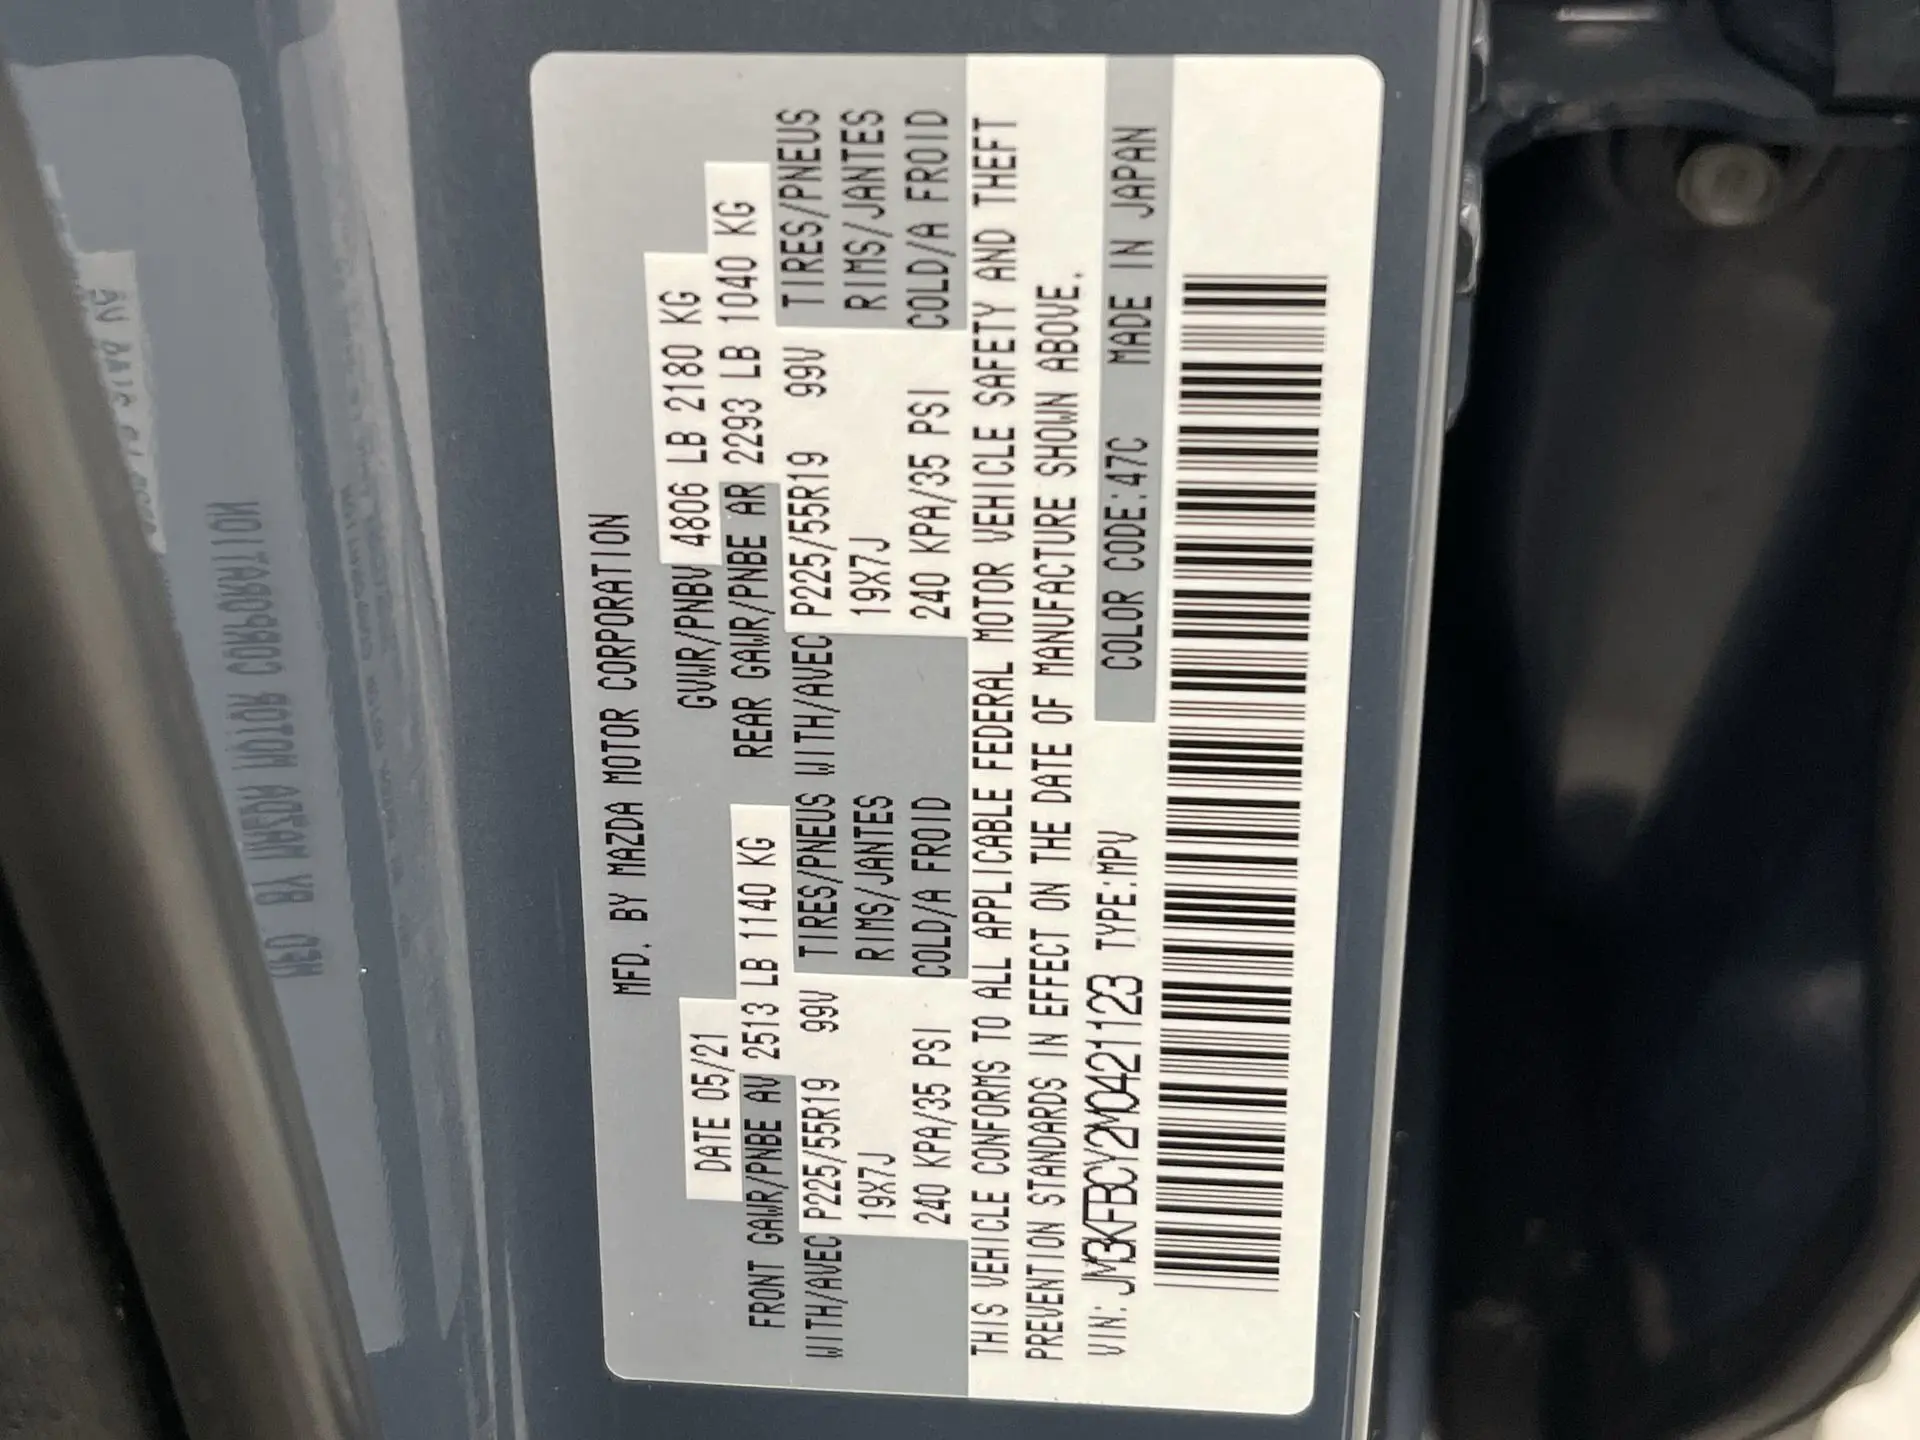 MFD. BY MAZDA MOTOR CORPORATION
DATE 05/21 GVWR/PNBV 4806 LB 2180 KG
FRONT GAWR/PNBE AV 2513 LB 1140 KG REAR GAWR/PNBE AR 2293 LB 1040 KG
WITH/AVEC P225/55R19 99V TIRES/PNEUS WITH/AVEC P225/55R19 99V TIRES/PNEUS
19X7J RIMS/JANTES 19X7J RIMS/JANTES
240 KPA/35 PSI COLD/A FROID 240 KPA/35 PSI COLD/A FROID
THIS VEHICLE CONFORMS TO ALL APPLICABLE FEDERAL MOTOR VEHICLE SAFETY AND THEFT
PREVENTION STANDARDS IN EFFECT ON THE DATE OF MANUFACTURE SHOWN ABOVE.
VIN: JM3KFBCY2M0421123 TYPE:MPV COLOR CODE:47C MADE IN JAPAN